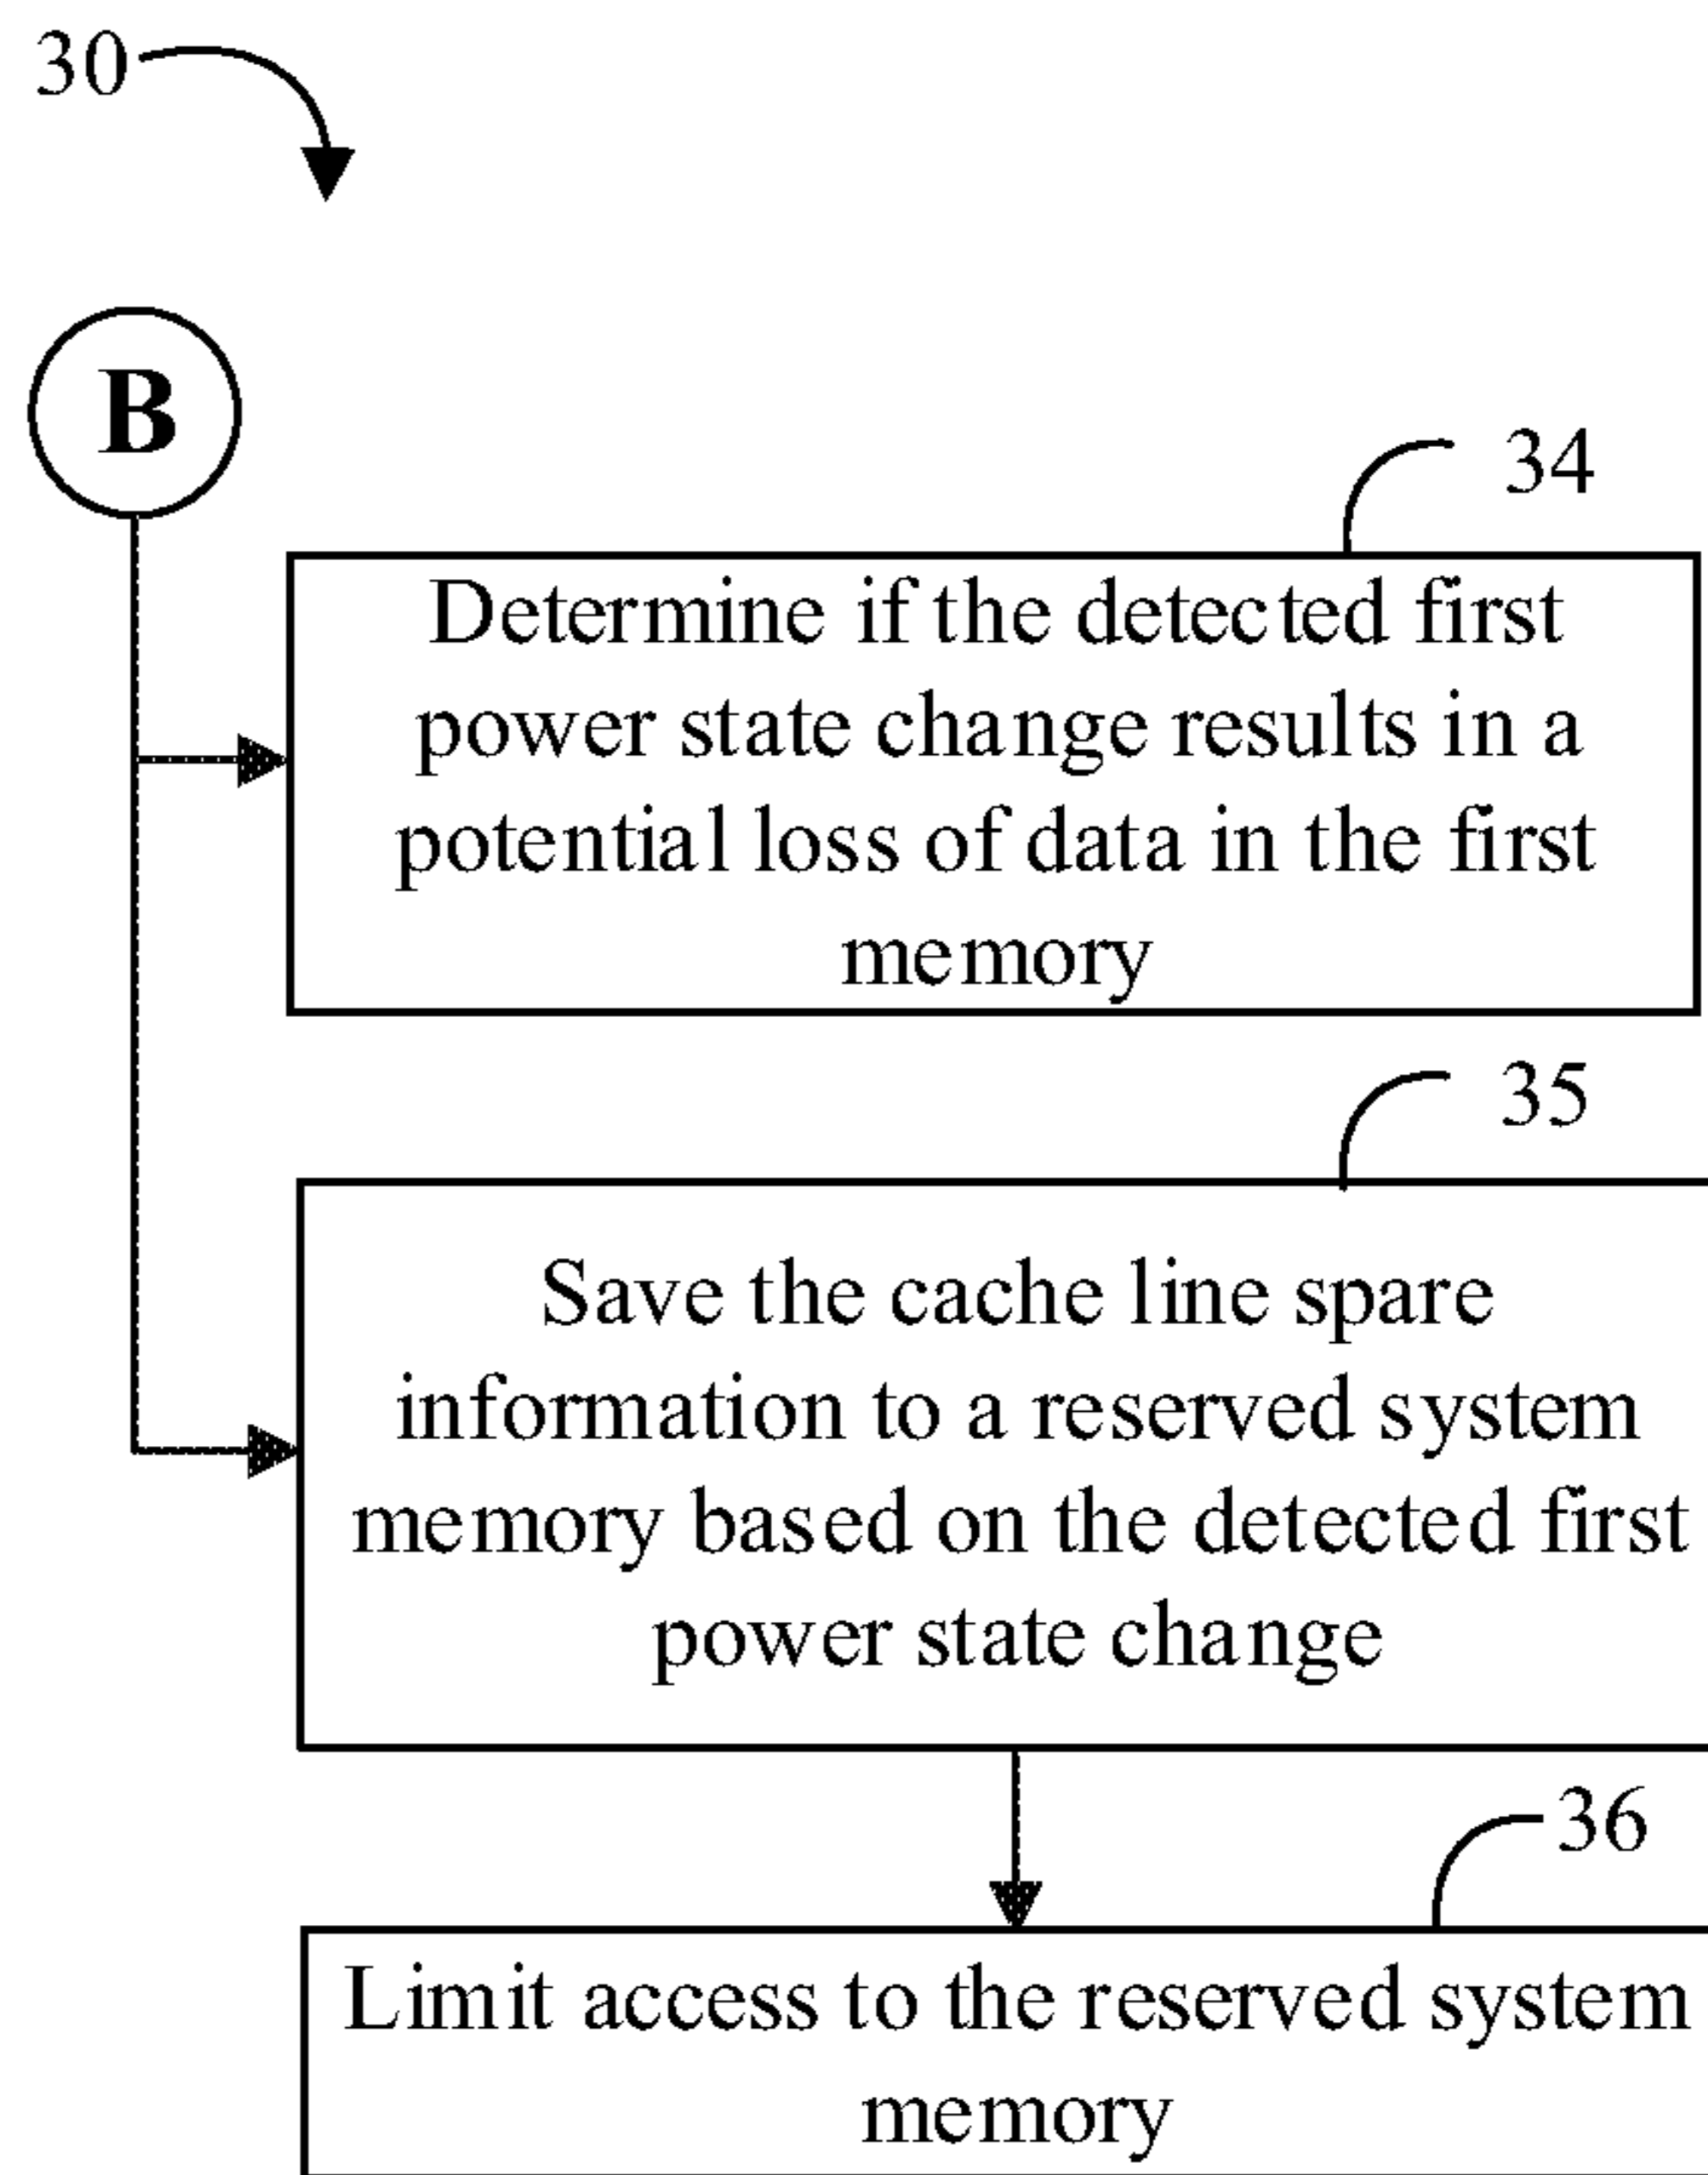 30
B
34
Determine if the detected first
power state change results in a
potential loss of data in the first
memory
35
Save the cache line spare
information to a reserved system
memory based on the detected first
power state change
36
Limit access to the reserved system
memory